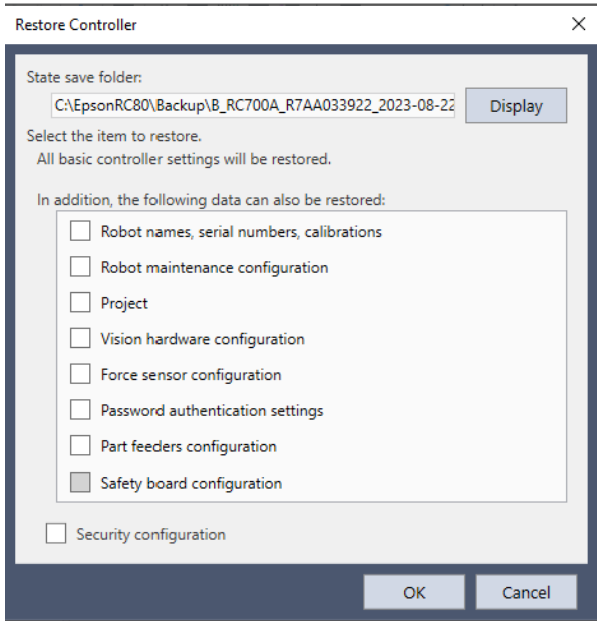 Restore Controller
State save folder:
C:\EpsonRC80\Backup\B_RC700A_R7AA033922_2023-08-22
Display
Select the item to restore.
All basic controller settings will be restored.
In addition, the following data can also be restored:
Robot names, serial numbers, calibrations
Robot maintenance configuration
Project
Vision hardware configuration
Force sensor configuration
Password authentication settings
Part feeders configuration
Safety board configuration
Security configuration
OK
Cancel